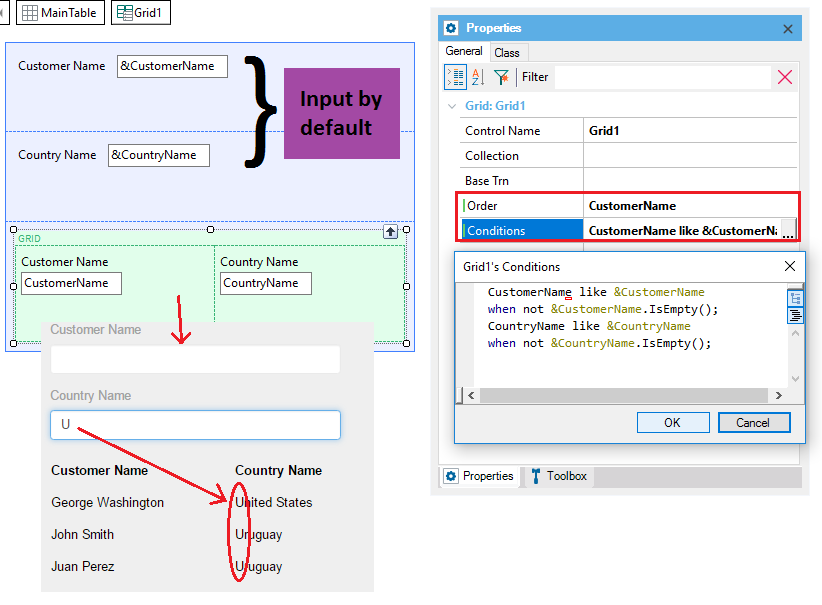 MainTable
Grid1
Customer Name
&CustomerName
Country Name
&CountryName
Input by
default
GRID
Customer Name
Country Name
CustomerName
CountryName
Customer Name
Country Name
U
Customer Name
Country Name
George Washington
United States
John Smith
Uruguay
Juan Perez
Uruguay
Properties
General
Class
Filter
Grid: Grid1
Control Name
Grid1
Collection
Base Trn
Order
CustomerName
Conditions
CustomerName like &CustomerNa
...
Grid1's Conditions
CustomerName like &CustomerName
when not &CustomerName.IsEmpty();
CountryName like &CountryName
when not &CountryName.IsEmpty();
OK
Cancel
Properties
Toolbox